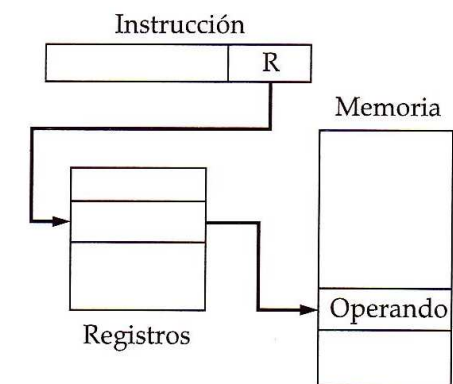 Instrucción
R
Memoria
Operando
Registros